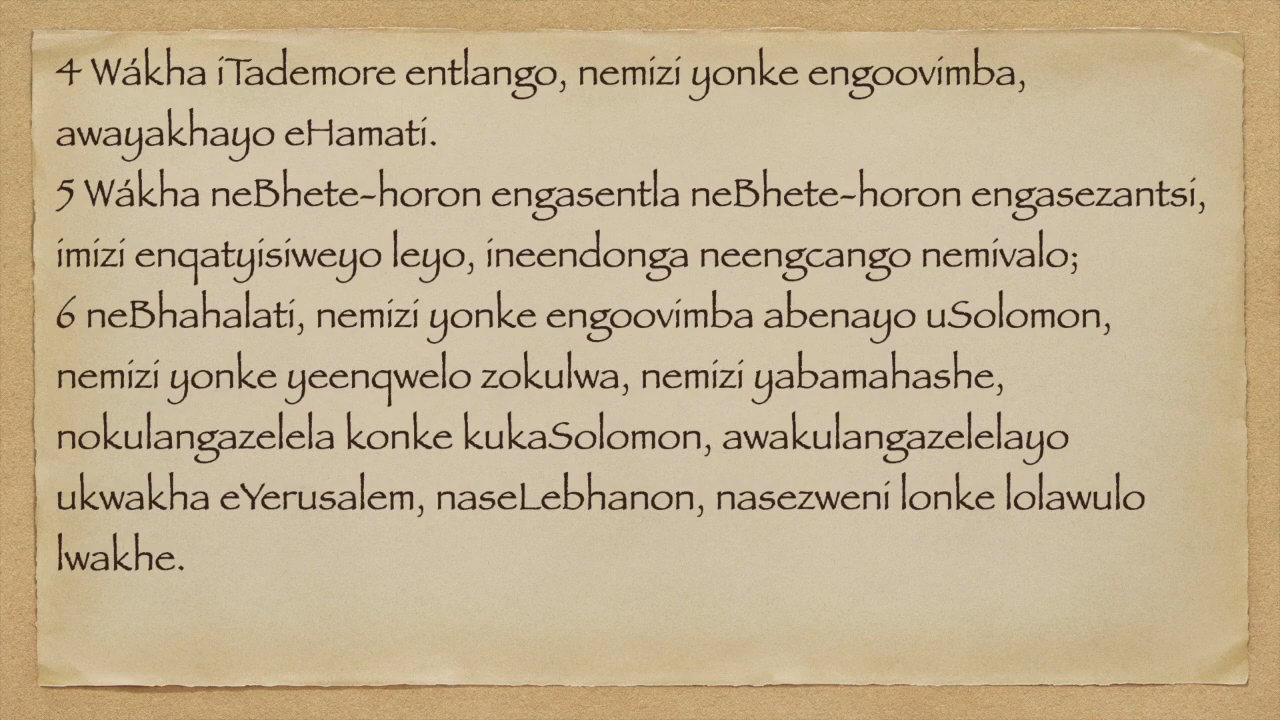 4 Wákha iTademore entlango, nemizi yonke engoovimba,
awayakhayo eHamati.
5 Wákha neBhete-horon engasentla neBhete-horon engasezantsi,
imizi enqatyisiweyo leyo, ineendonga neengcango nemivalo;
6 neBhahalati, nemizi yonke engoovimba abenayo uSolomon,
nemizi yonke yeenqwelo zokulwa, nemizi yabamahashe,
nokulangazelela konke kukaSolomon, awakulangazelelayo
ukwakha eYerusalem, naseLebhanon, nasezweni lonke lolawulo
lwakhe.